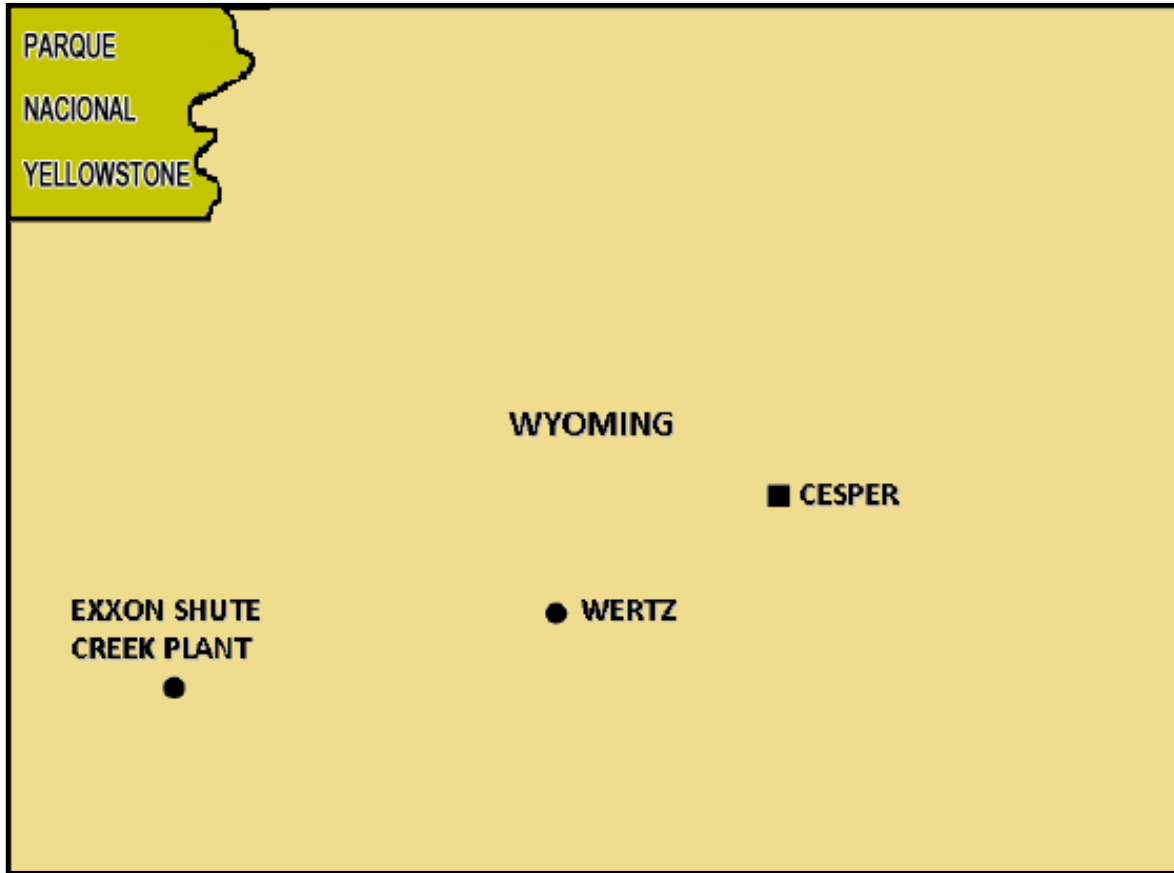 PARQUE
NACIONAL
YELLOWSTONE
WYOMING
CESPER
EXXON SHUTE
CREEK PLANT
WERTZ